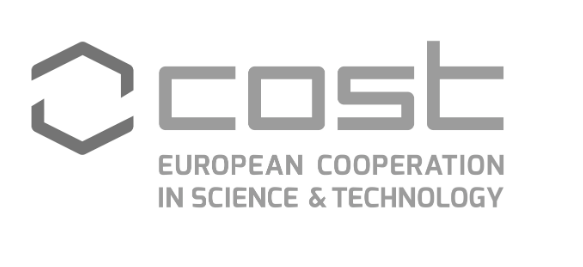 cost
EUROPEAN COOPERATION
IN SCIENCE & TECHNOLOGY